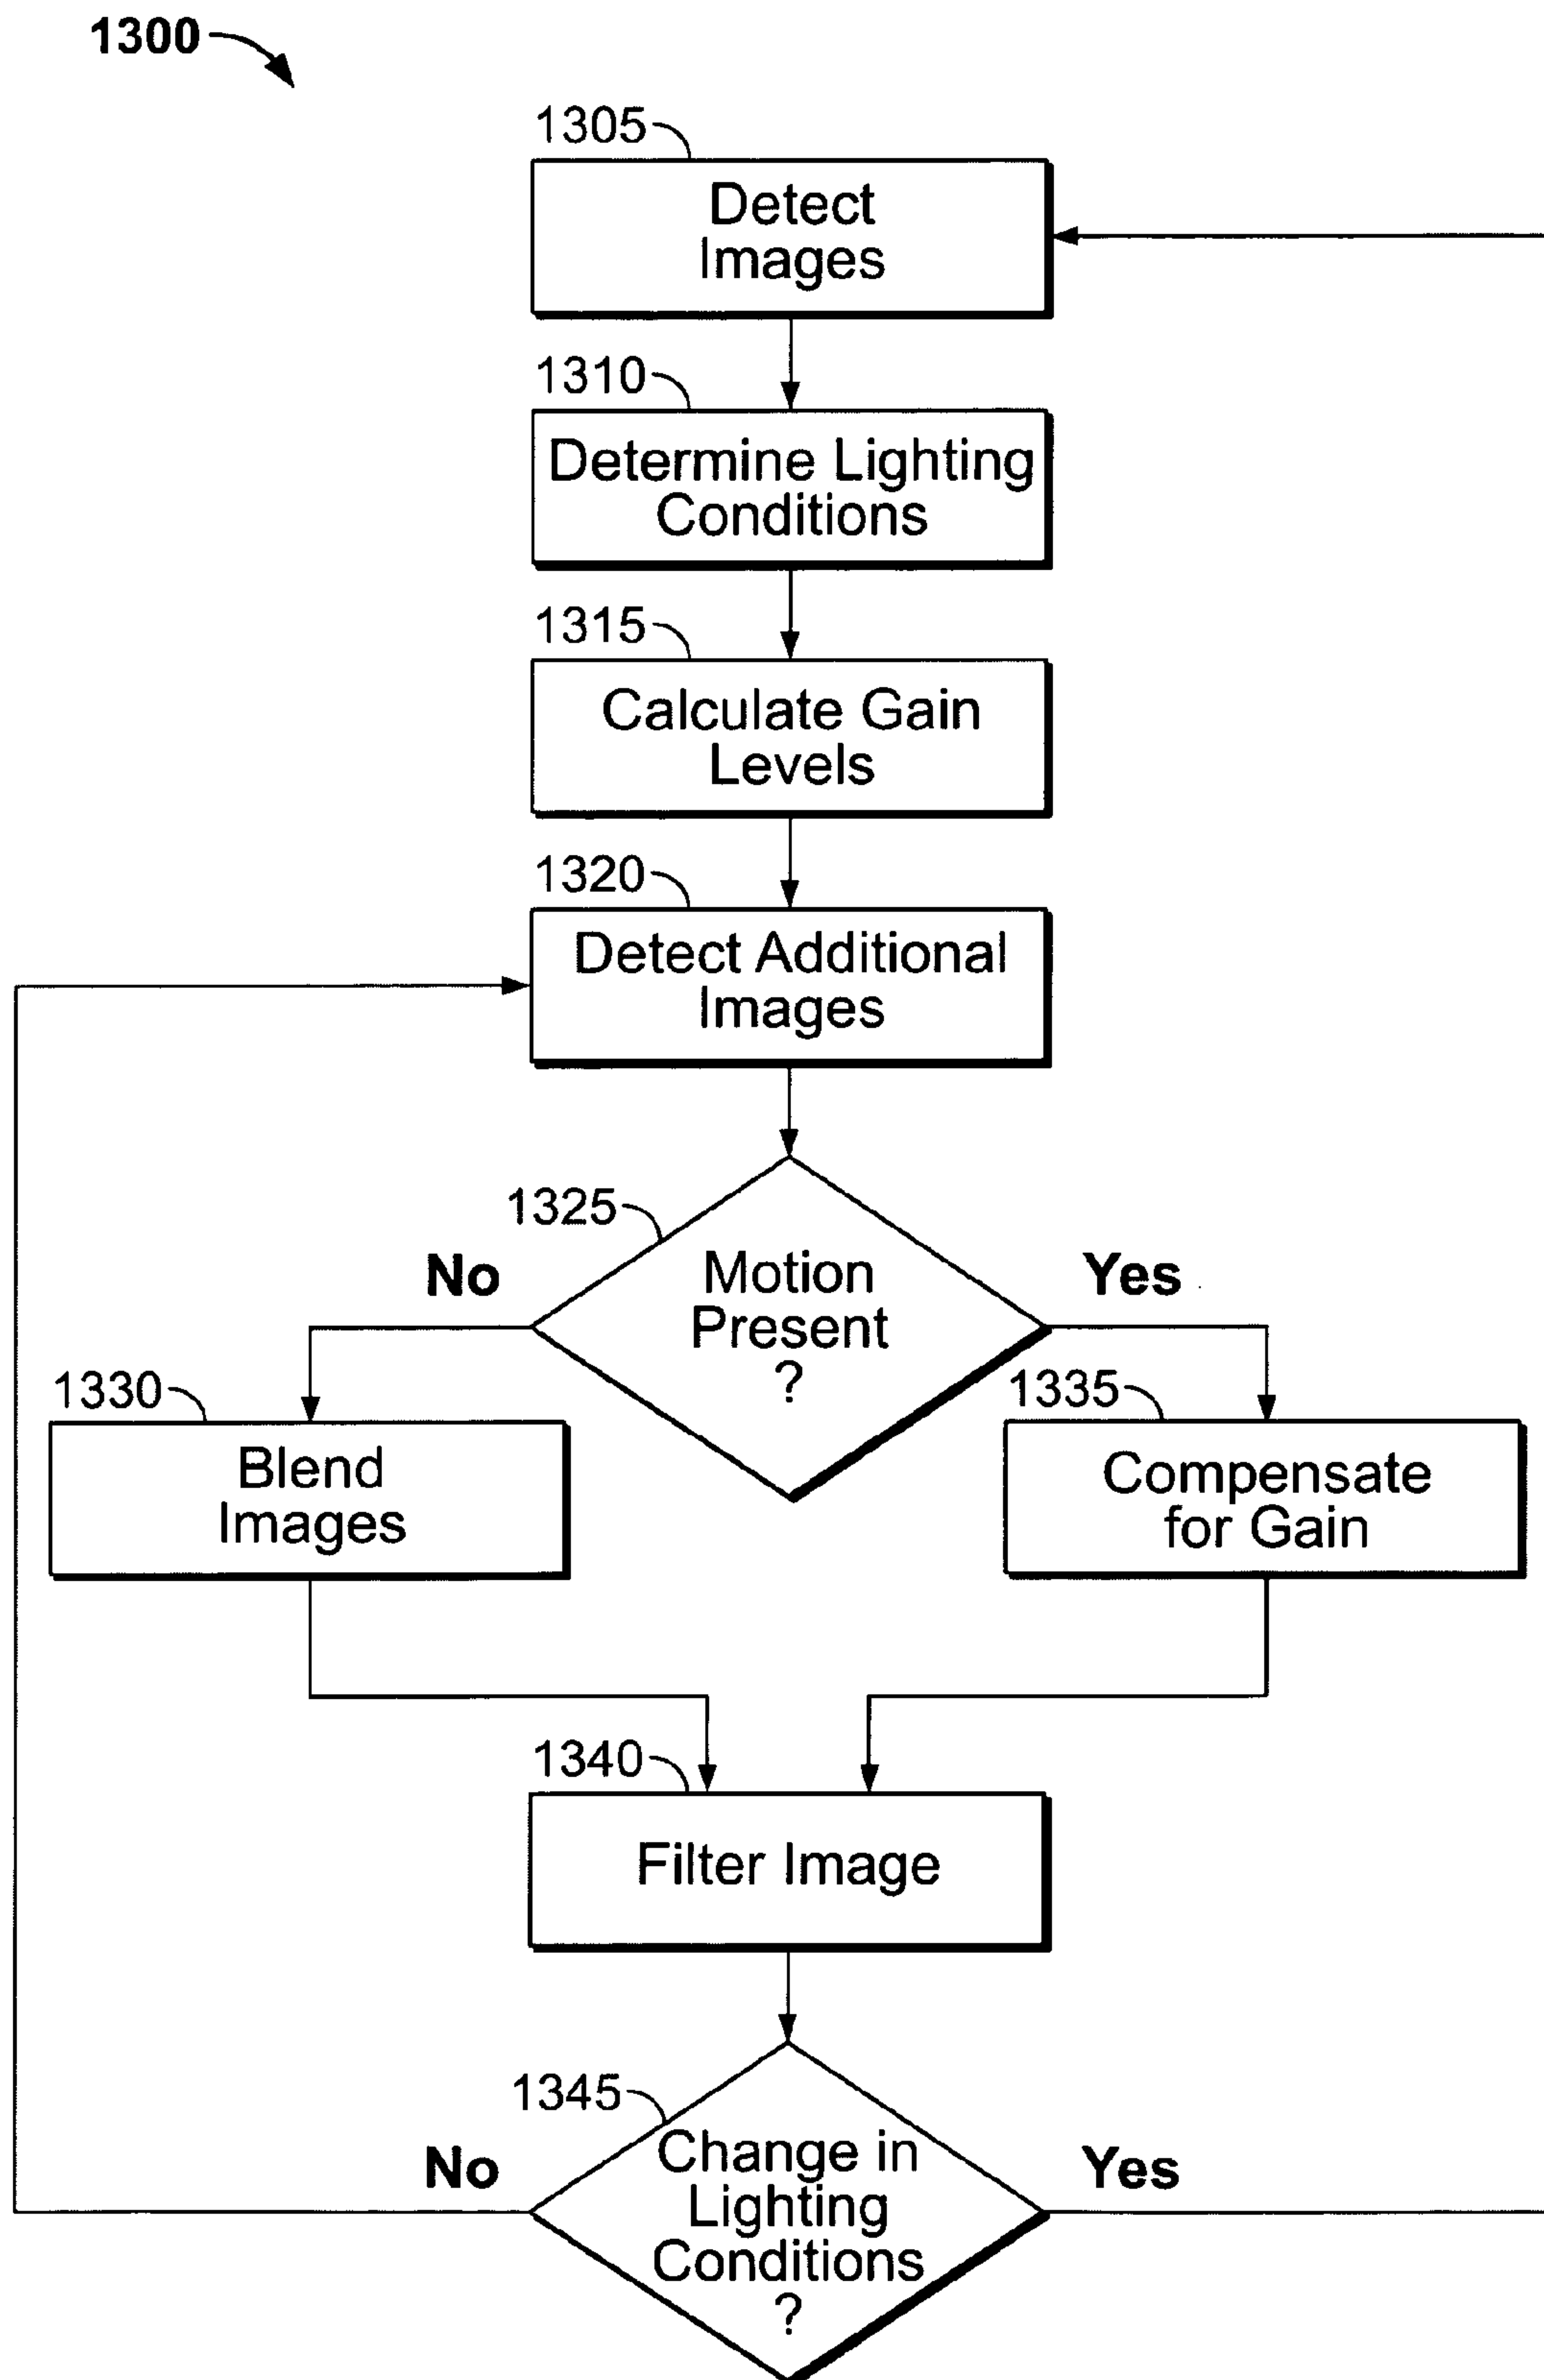 1300
1305
Detect
Images
1310
Determine Lighting
Conditions
1315
Calculate Gain
Levels
1320
Detect Additional
Images
1325
No
Motion
Present
?
Yes
1330
Blend
Images
1335
Compensate
for Gain
1340
Filter Image
1345
No
Change in
Lighting
Conditions
?
Yes